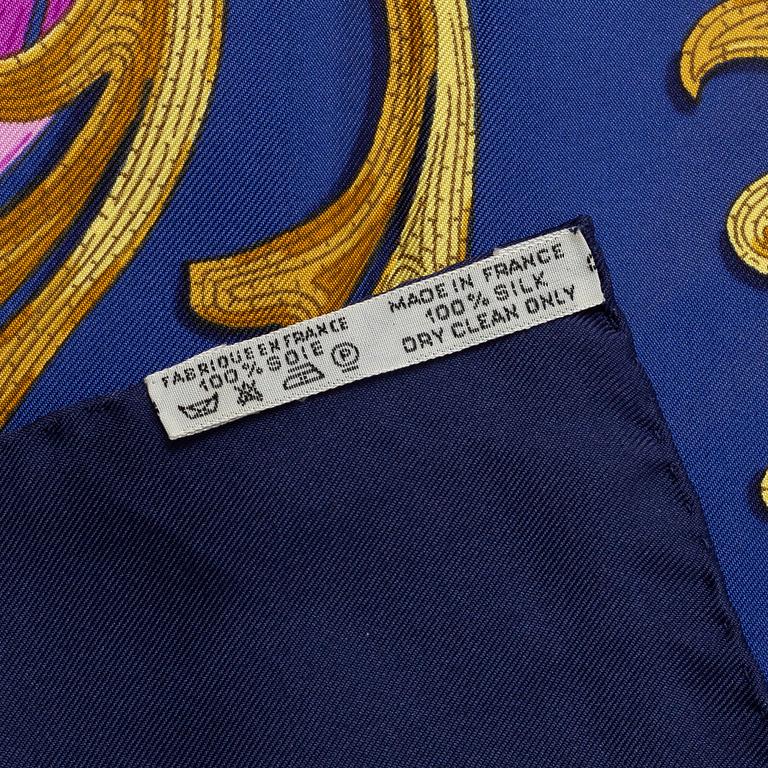 FABRIQUE EN FRANCE
100% SOIE
P
MADE IN FRANCE
100% SILK
DRY CLEAN ONLY